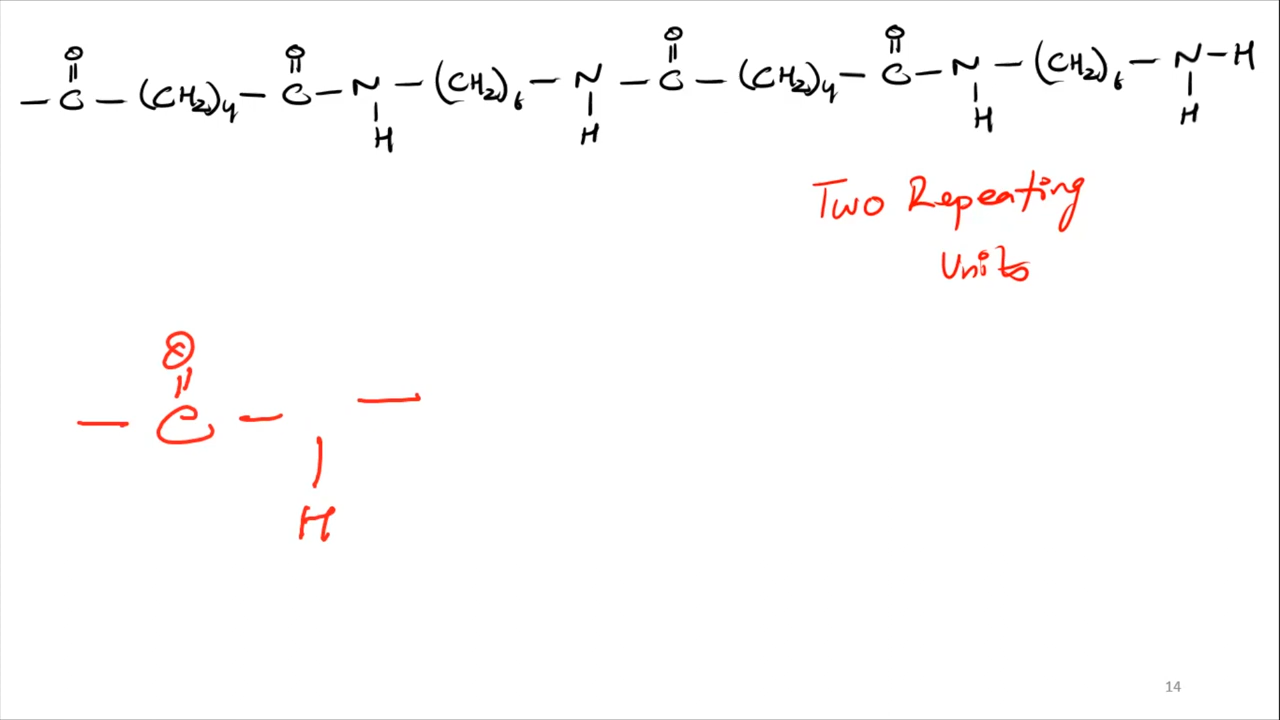 O O O O
— C — (CH₂)₄ — C — N — (CH₂)₆ — N — C — (CH₂)₄ — C — N — (CH₂)₆ — N — H
H H H H
Two Repeating
Units
O
— C — —
H
14